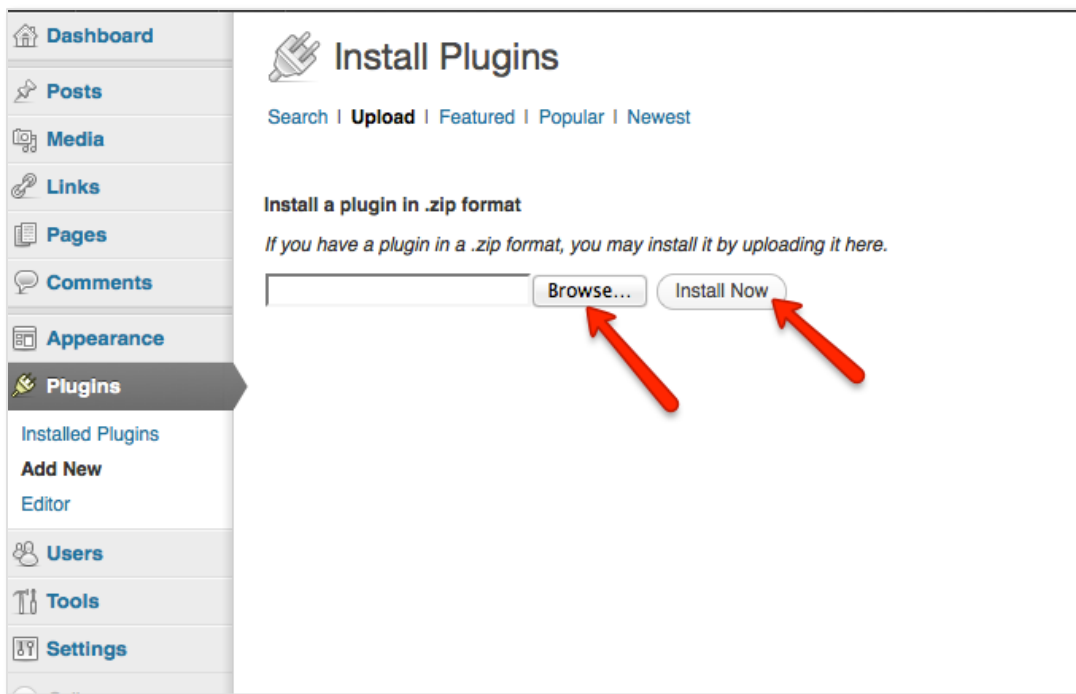 Dashboard
Posts
Media
Links
Pages
Comments
Appearance
Plugins
Installed Plugins
Add New
Editor
Users
Tools
Settings
Install Plugins
Search | Upload | Featured | Popular | Newest
Install a plugin in .zip format
If you have a plugin in a .zip format, you may install it by uploading it here.
Browse... Install Now